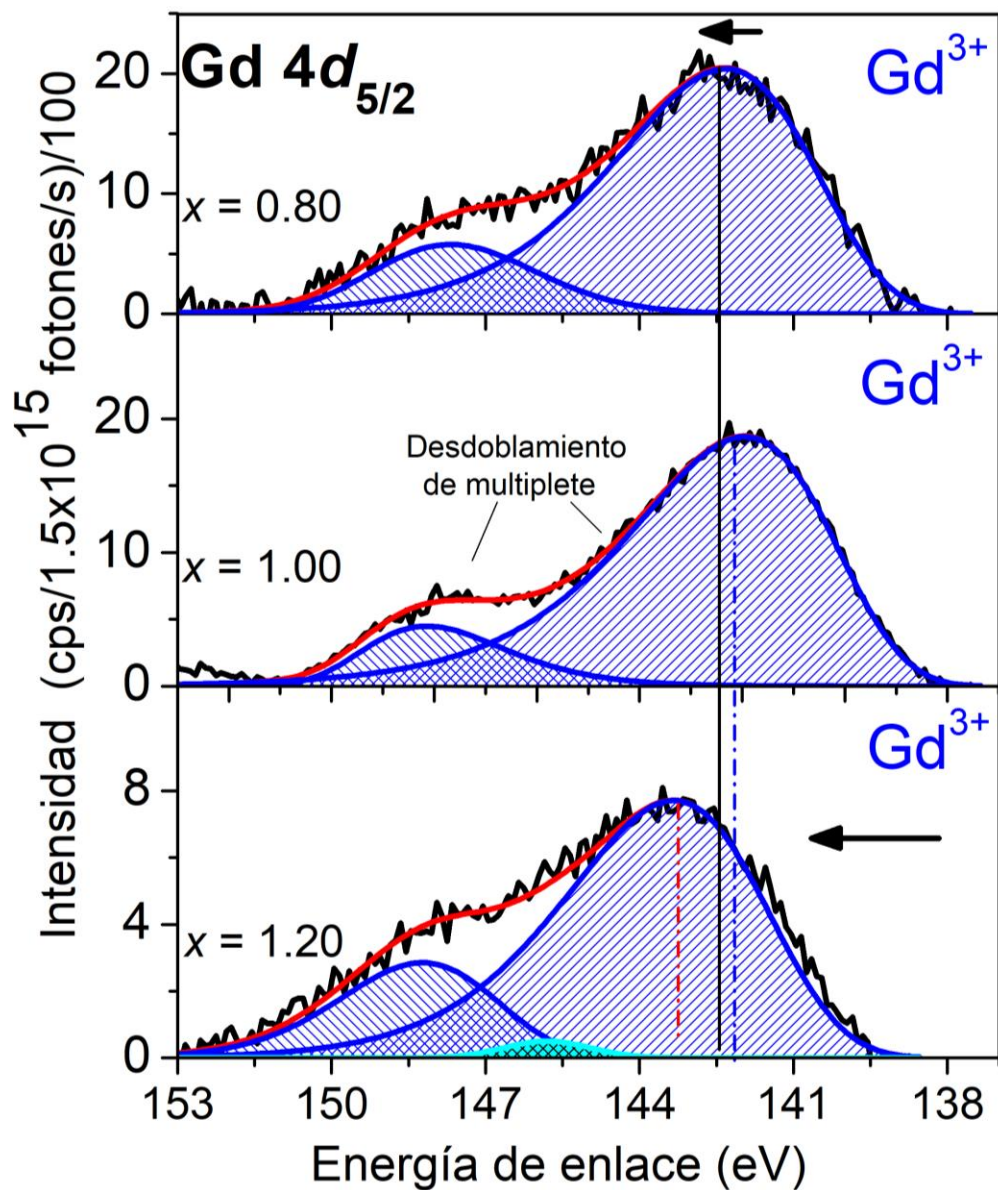 Gd 4d5/2
Gd3+
x = 0.80
20
10
0
Gd3+
Desdoblamiento
de multiplete
x = 1.00
20
10
0
Gd3+
x = 1.20
8
4
0
Intensidad (cps/1.5x10^15 fotones/s)/100
153 150 147 144 141 138
Energía de enlace (eV)